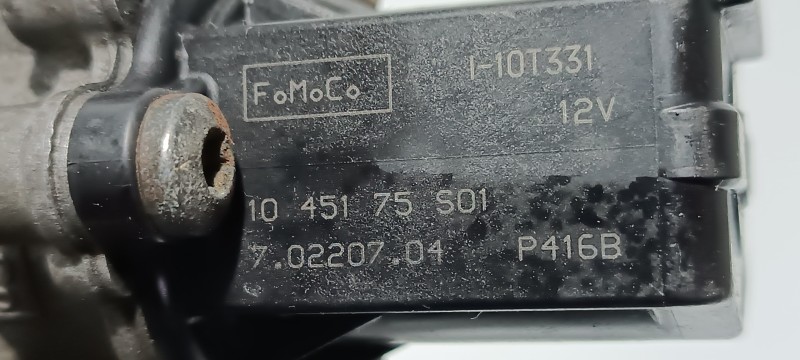 FoMoCo
1-10T331
12V
10 451 75 S01
7.02207.04 P416B